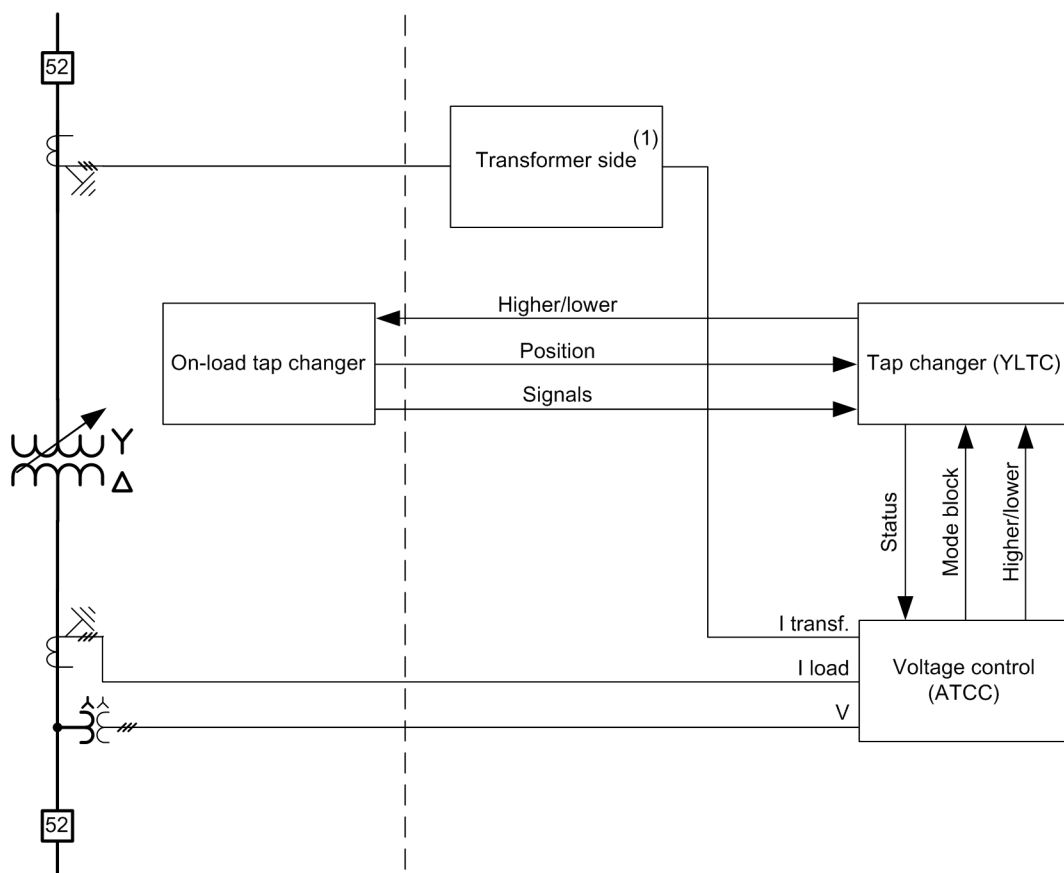 52
(1)
Transformer side
Higher/lower
On-load tap changer
Position
Tap changer (YLTC)
Signals
Y
Δ
Status
Mode block
Higher/lower
I transf.
I load
Voltage control
(ATCC)
V
52